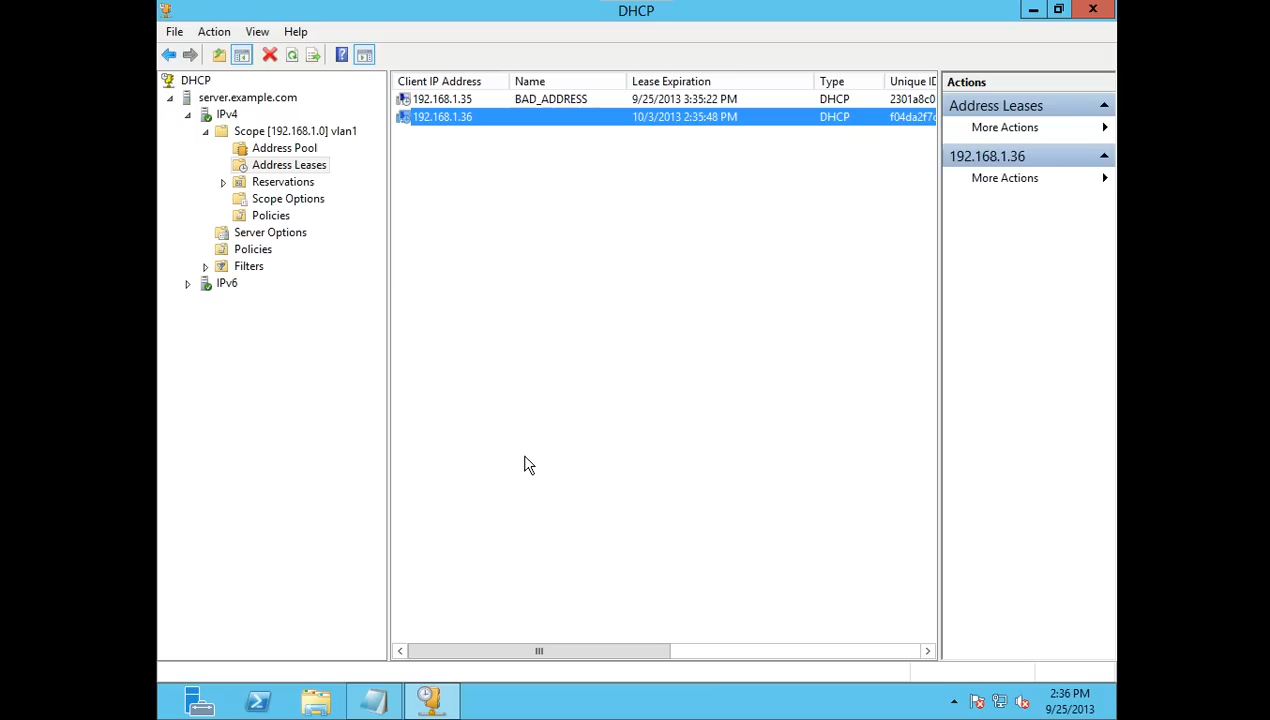 DHCP
File Action View Help
DHCP
server.example.com
IPv4
Scope [192.168.1.0] vlan1
Address Pool
Address Leases
Reservations
Scope Options
Policies
Server Options
Policies
Filters
IPv6
Client IP Address Name Lease Expiration Type Unique ID
192.168.1.35 BAD_ADDRESS 9/25/2013 3:35:22 PM DHCP 2301a8c0
192.168.1.36 10/3/2013 2:35:48 PM DHCP f04da2f7c
Actions
Address Leases
More Actions
192.168.1.36
More Actions
2:36 PM
9/25/2013